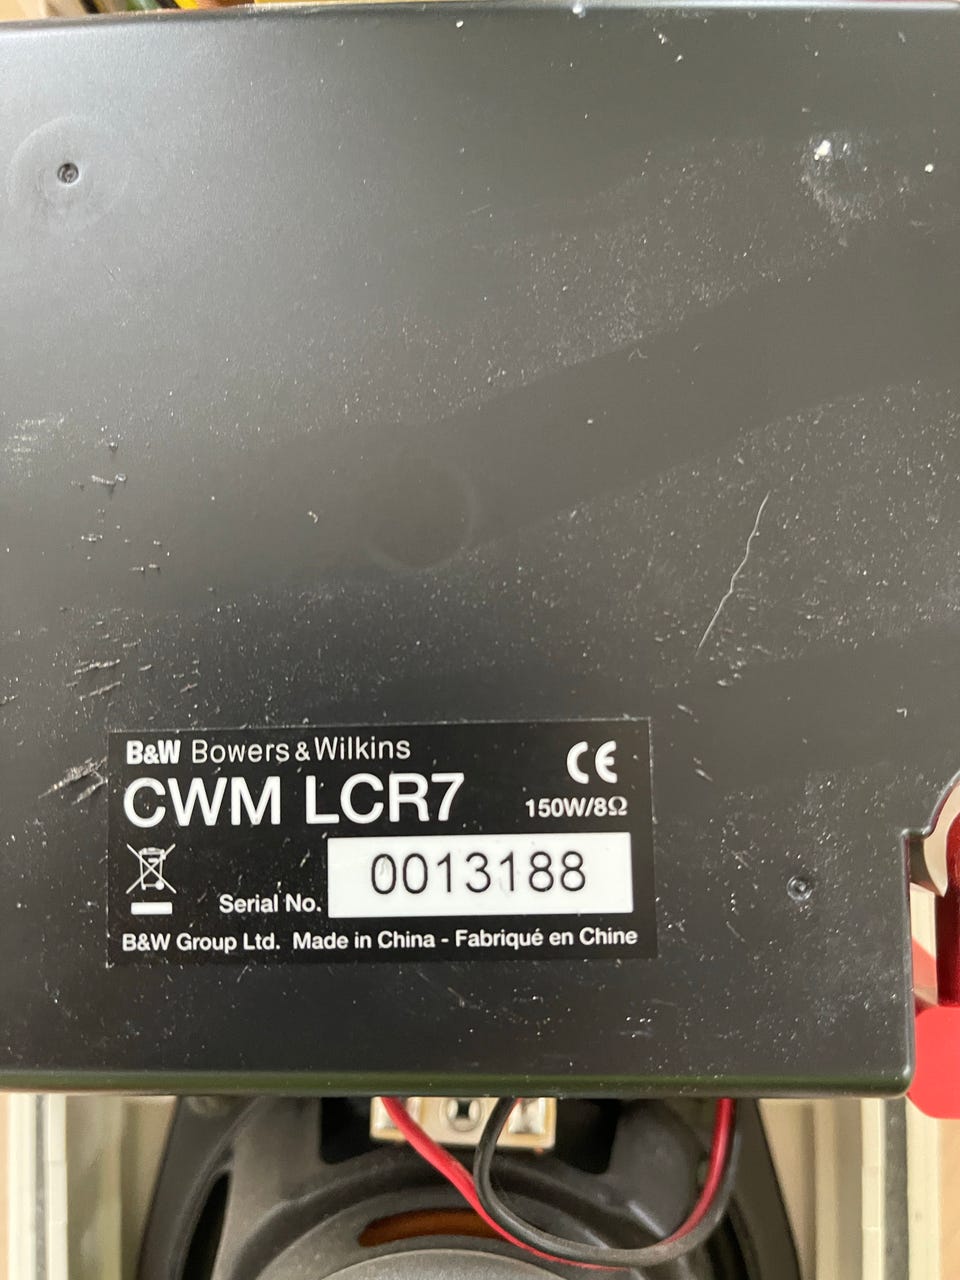 B&W Bowers & Wilkins
CE
CWM LCR7
150W/8Ω
Serial No. 0013188
B&W Group Ltd. Made in China - Fabriqué en Chine